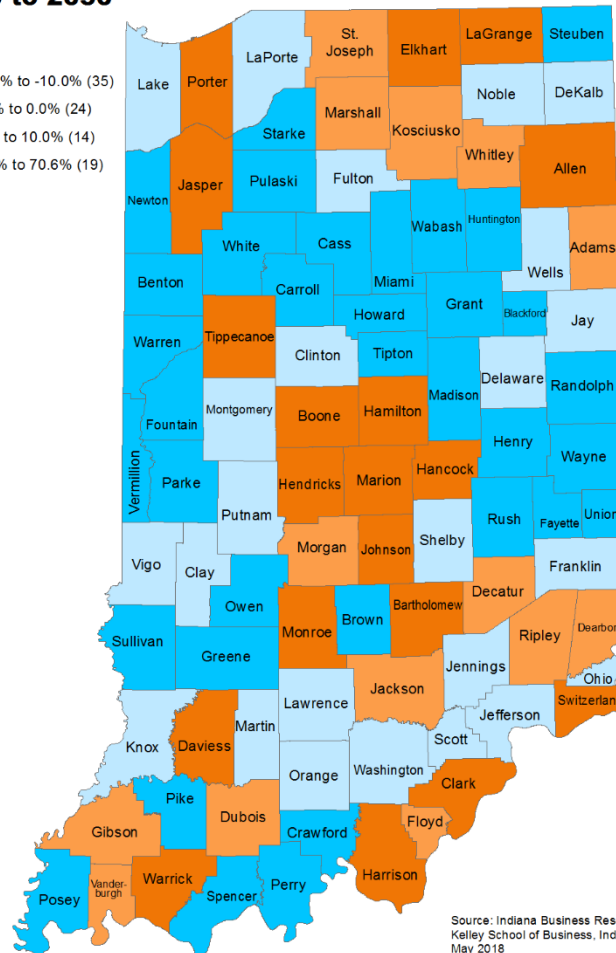 to 2050
% to -10.0% (35)
% to 0.0% (24)
to 10.0% (14)
% to 70.6% (19)
St.
Joseph
Elkhart
LaGrange
Steuben
Lake
Porter
LaPorte
Noble
DeKalb
Marshall
Kosciusko
Starke
Whitley
Allen
Jasper
Pulaski
Fulton
Newton
Wabash
Huntington
White
Cass
Miami
Adams
Wells
Benton
Carroll
Grant
Howard
Blackford
Jay
Warren
Tippecanoe
Clinton
Tipton
Delaware
Madison
Randolph
Montgomery
Fountain
Boone
Hamilton
Henry
Wayne
Vermillion
Parke
Hendricks
Marion
Hancock
Putnam
Rush
Fayette
Union
Shelby
Morgan
Johnson
Vigo
Clay
Franklin
Owen
Decatur
Bartholomew
Brown
Monroe
Ripley
Dearborn
Sullivan
Greene
Jennings
Ohio
Jackson
Lawrence
Switzerland
Jefferson
Martin
Scott
Knox
Daviess
Washington
Orange
Clark
Pike
Dubois
Floyd
Gibson
Crawford
Harrison
Vander-
burgh
Warrick
Perry
Posey
Spencer
Source: Indiana Business Res
Kelley School of Business, Ind
May 2018